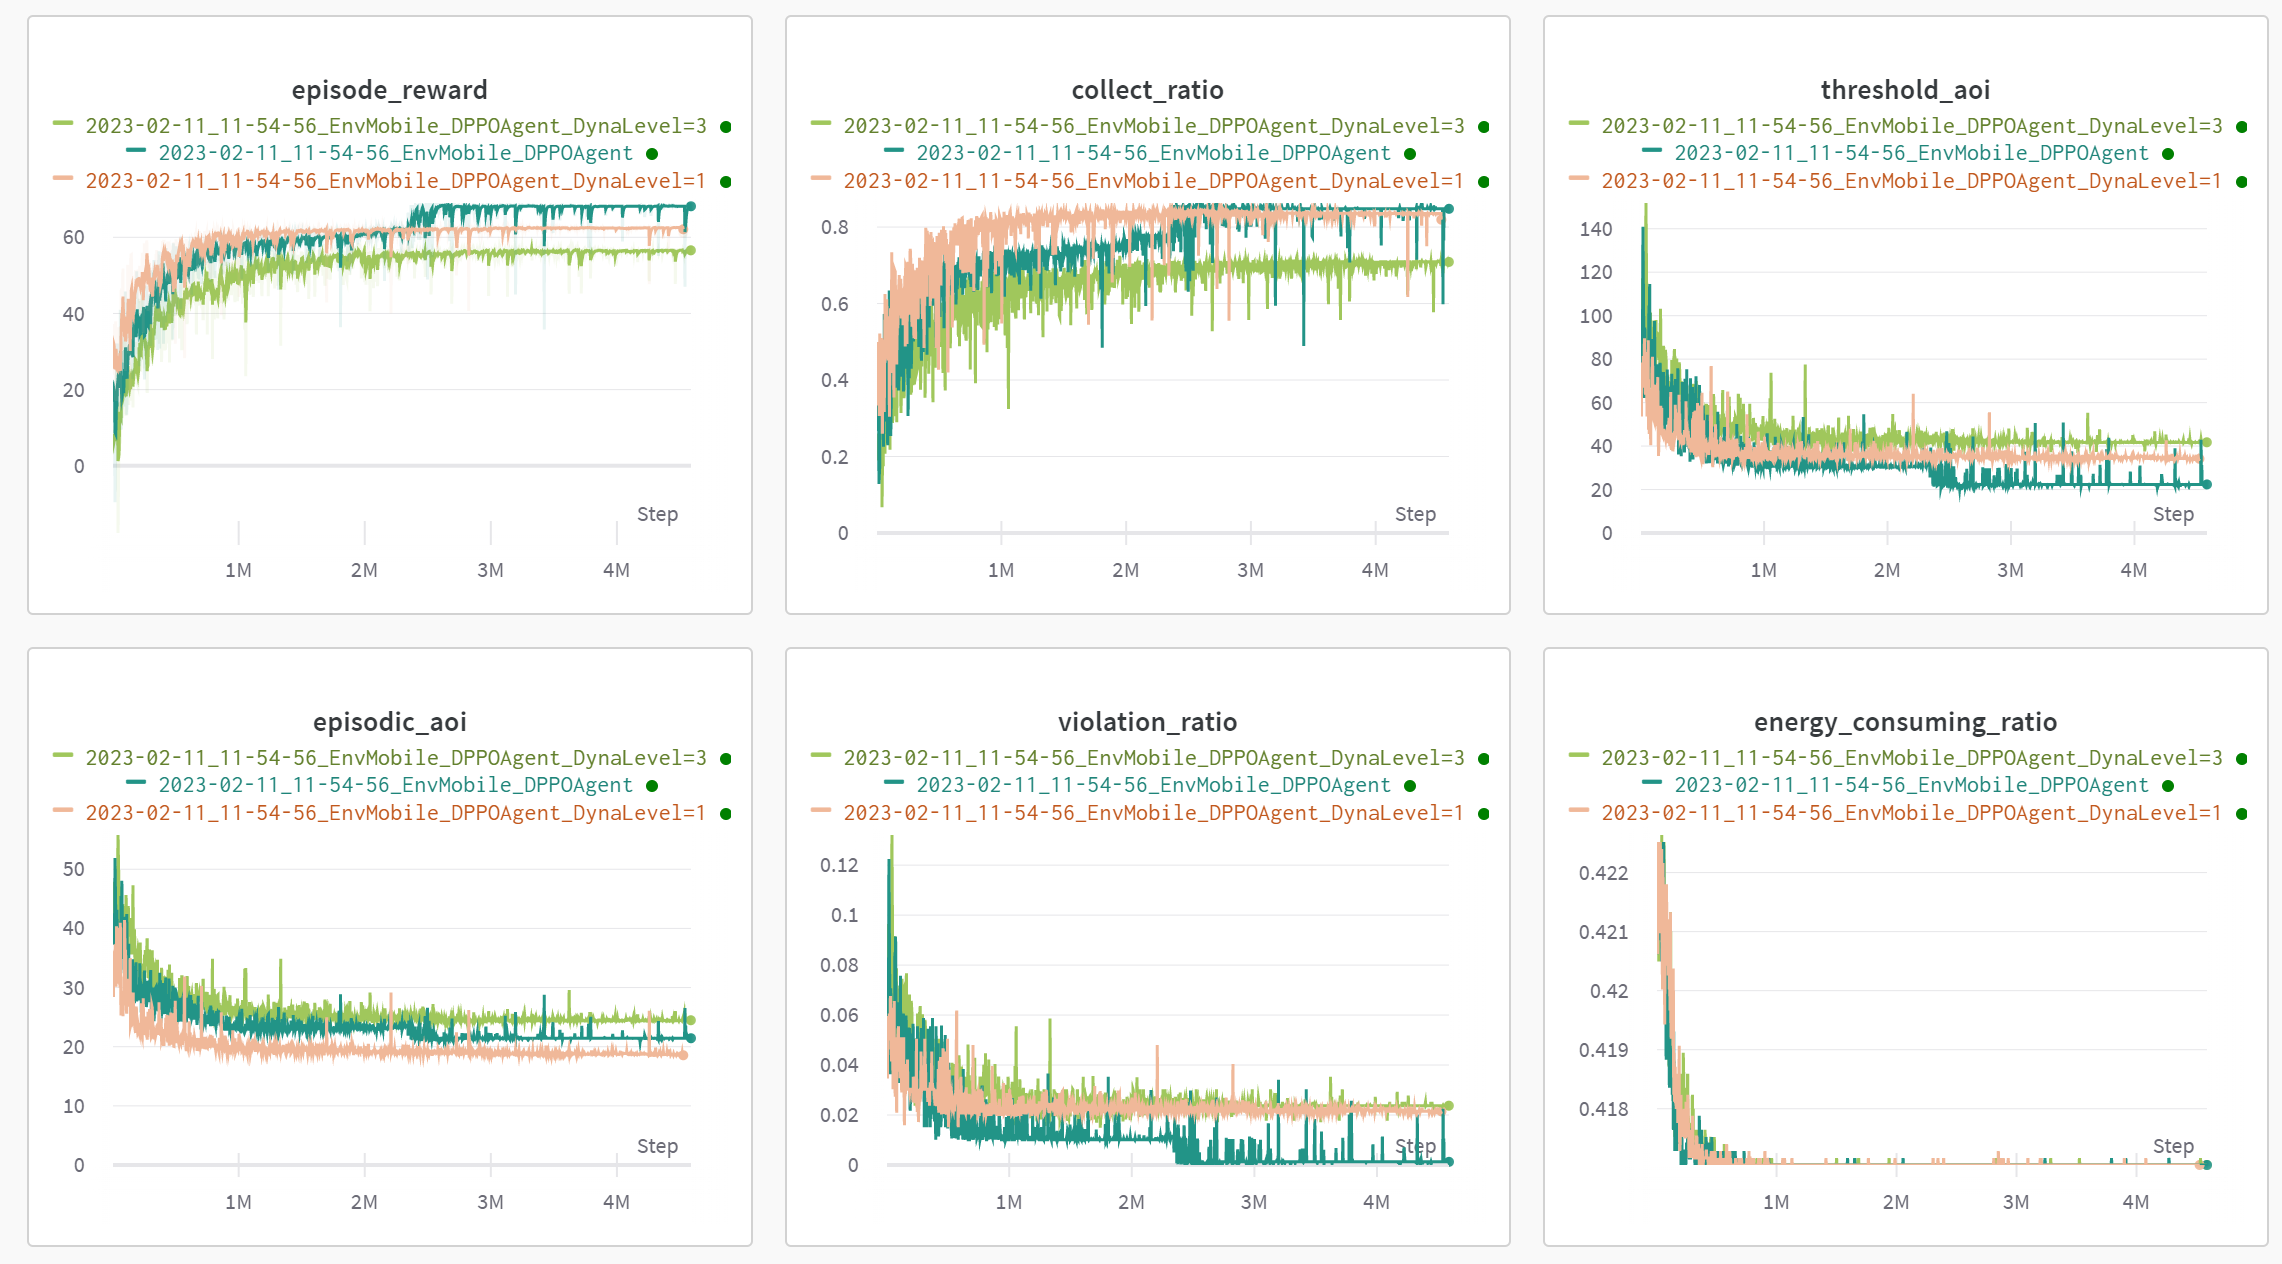 episode_reward
2023-02-11_11-54-56_EnvMobile_DPPOAgent_DynaLevel=3
2023-02-11_11-54-56_EnvMobile_DPPOAgent
2023-02-11_11-54-56_EnvMobile_DPPOAgent_DynaLevel=1
60
40
20
0
Step
1M 2M 3M 4M
collect_ratio
2023-02-11_11-54-56_EnvMobile_DPPOAgent_DynaLevel=3
2023-02-11_11-54-56_EnvMobile_DPPOAgent
2023-02-11_11-54-56_EnvMobile_DPPOAgent_DynaLevel=1
0.8
0.6
0.4
0.2
0
Step
1M 2M 3M 4M
threshold_aoi
2023-02-11_11-54-56_EnvMobile_DPPOAgent_DynaLevel=3
2023-02-11_11-54-56_EnvMobile_DPPOAgent
2023-02-11_11-54-56_EnvMobile_DPPOAgent_DynaLevel=1
140
120
100
80
60
40
20
0
Step
1M 2M 3M 4M
episodic_aoi
2023-02-11_11-54-56_EnvMobile_DPPOAgent_DynaLevel=3
2023-02-11_11-54-56_EnvMobile_DPPOAgent
2023-02-11_11-54-56_EnvMobile_DPPOAgent_DynaLevel=1
50
40
30
20
10
0
Step
1M 2M 3M 4M
violation_ratio
2023-02-11_11-54-56_EnvMobile_DPPOAgent_DynaLevel=3
2023-02-11_11-54-56_EnvMobile_DPPOAgent
2023-02-11_11-54-56_EnvMobile_DPPOAgent_DynaLevel=1
0.12
0.1
0.08
0.06
0.04
0.02
0
Step
1M 2M 3M 4M
energy_consuming_ratio
2023-02-11_11-54-56_EnvMobile_DPPOAgent_DynaLevel=3
2023-02-11_11-54-56_EnvMobile_DPPOAgent
2023-02-11_11-54-56_EnvMobile_DPPOAgent_DynaLevel=1
0.422
0.421
0.42
0.419
0.418
Step
1M 2M 3M 4M